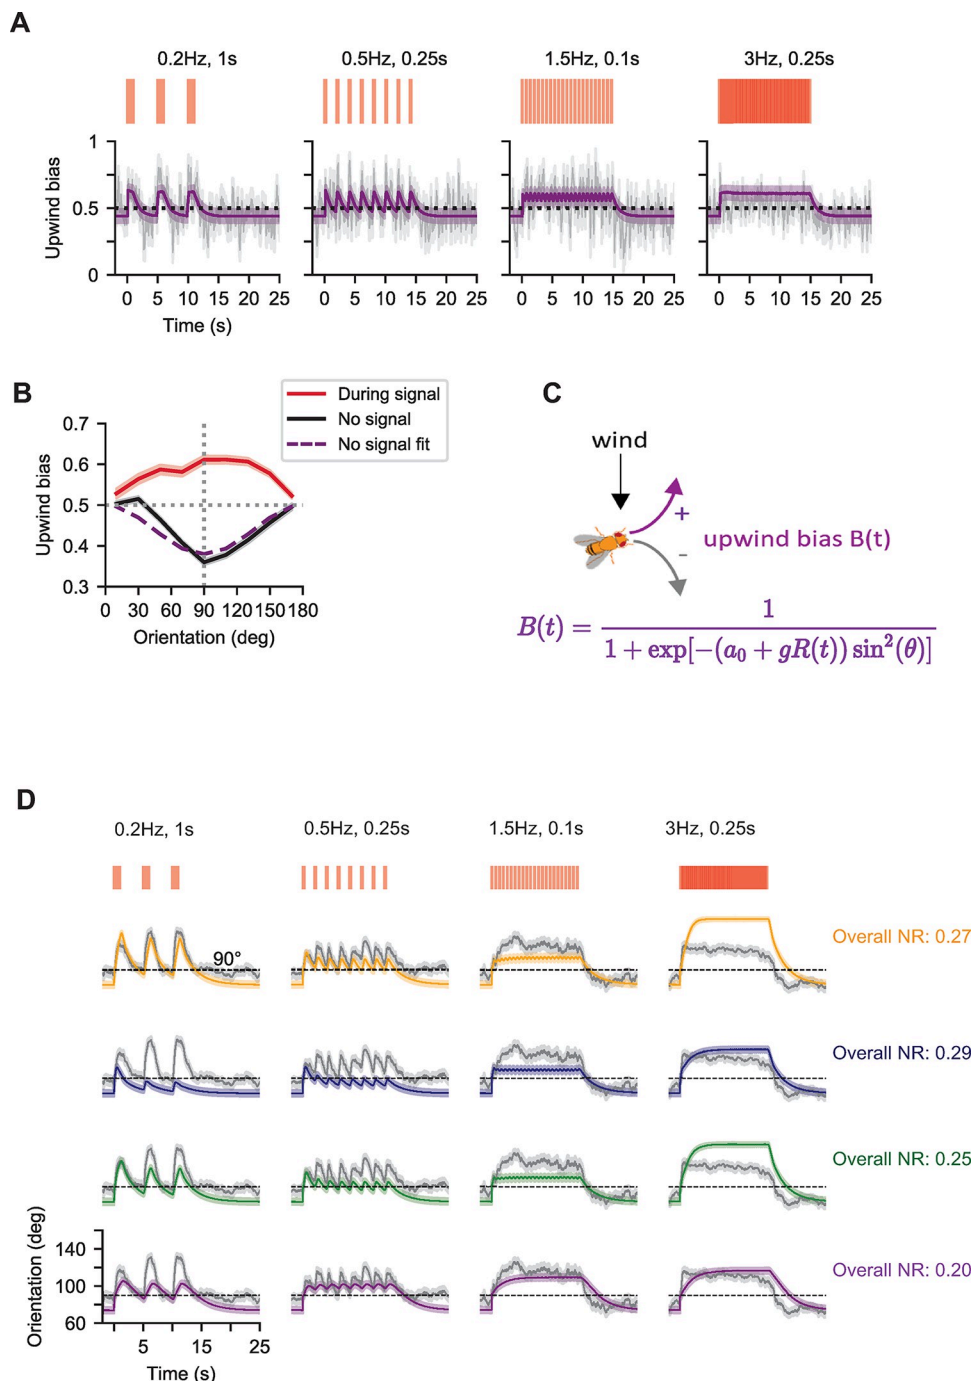 A
0.2Hz, 1s
0.5Hz, 0.25s
1.5Hz, 0.1s
3Hz, 0.25s
Upwind bias
1
0.5
0
0 5 10 15 20 25
0 5 10 15 20 25
0 5 10 15 20 25
0 5 10 15 20 25
Time (s)
B
During signal
No signal
No signal fit
Upwind bias
0.7
0.6
0.5
0.4
0.3
0 30 60 90 120 150 180
Orientation (deg)
C
wind
+
-
upwind bias B(t)
B(t) = 1 / 1 + exp[-(a₀ + gR(t)) sin²(θ)]
D
0.2Hz, 1s
0.5Hz, 0.25s
1.5Hz, 0.1s
3Hz, 0.25s
90°
Overall NR: 0.27
Overall NR: 0.29
Overall NR: 0.25
Overall NR: 0.20
Orientation (deg)
140
100
60
5 15 25
Time (s)